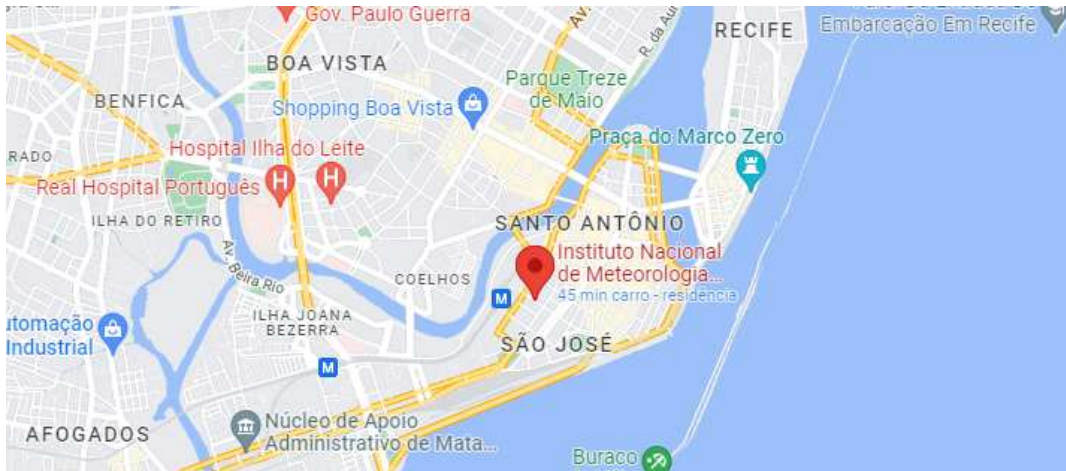 Gov. Paulo Guerra
RECIFE
Embarcação Em Recife
R. da Aur
BOA VISTA
Parque Treze
de Maio
BENFICA
Shopping Boa Vista
Praça do Marco Zero
RADO
Hospital Ilha do Leite
H
H
Real Hospital Português
ILHA DO RETIRO
SANTO ANTÔNIO
Av. Beira Rio
Instituto Nacional
de Meteorologia...
COELHOS
45 min carro - residência
M
ILHA JOANA
BEZERRA
utomação
Industrial
SÃO JOSÉ
M
Núcleo de Apoio
Administrativo de Mata...
AFOGADOS
Buraco